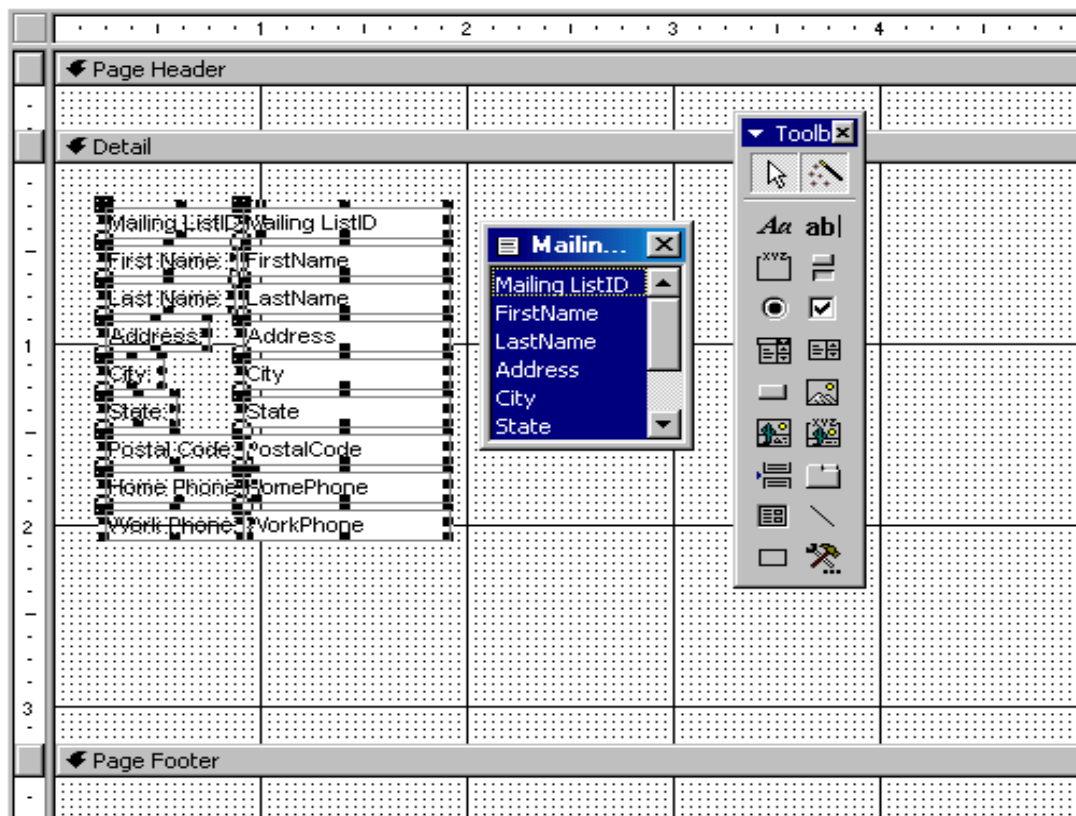 1 2 3 4
Page Header
Detail
Toolb
Mailing ListID Mailing ListID
First Name: FirstName
Last Name: LastName
Address: Address
City: City
State: State
Postal Code: PostalCode
Home Phone HomePhone
Work Phone: WorkPhone
Mailin...
Mailing ListID
FirstName
LastName
Address
City
State
Aa ab|
XYZ
1
2
3
Page Footer